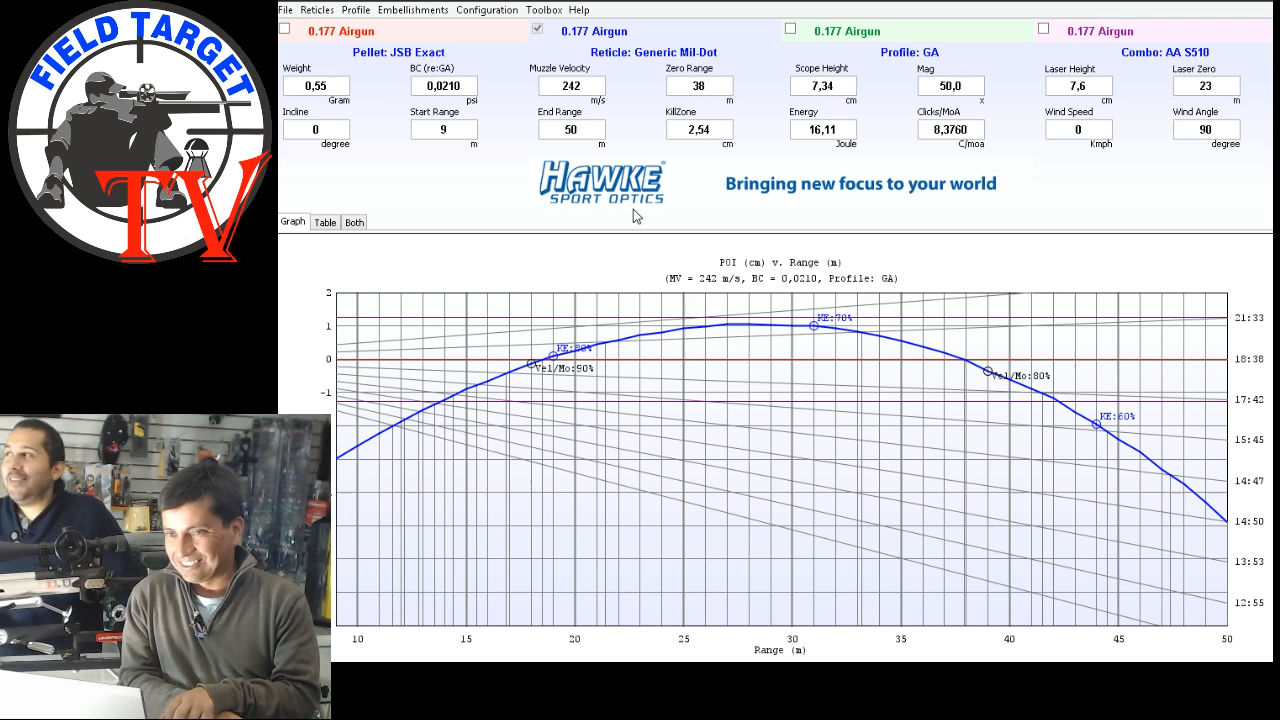 FIELD TARGET
TV
File Reticles Profile Embellishments Configuration Toolbox Help
0.177 Airgun 0.177 Airgun 0.177 Airgun 0.177 Airgun
Pellet: JSB Exact Reticle: Generic Mil-Dot Profile: GA Combo: AA S510
Weight BC (re:GA) Muzzle Velocity Zero Range Scope Height Mag Laser Height Laser Zero
0,55 0,0210 242 38 7,34 50,0 7,6 23
Gram psi m/s m cm x cm m
Incline Start Range End Range KillZone Energy Clicks/MoA Wind Speed Wind Angle
0 9 50 2,54 16,11 8,3760 0 90
degree m m cm Joule C/moa Kmph degree
HAWKE
SPORT OPTICS
Bringing new focus to your world
Graph Table Both
POI (cm) v. Range (m)
(MV = 242 m/s, BC = 0,0210, Profile: GA)
2
1
0
-1
KE:80%
Vel/Mo:90%
KE:70%
Vel/Mo:80%
KE:60%
21:33
18:38
17:42
15:45
14:47
14:50
13:53
12:55
10 15 20 25 30 35 40 45 50
Range (m)